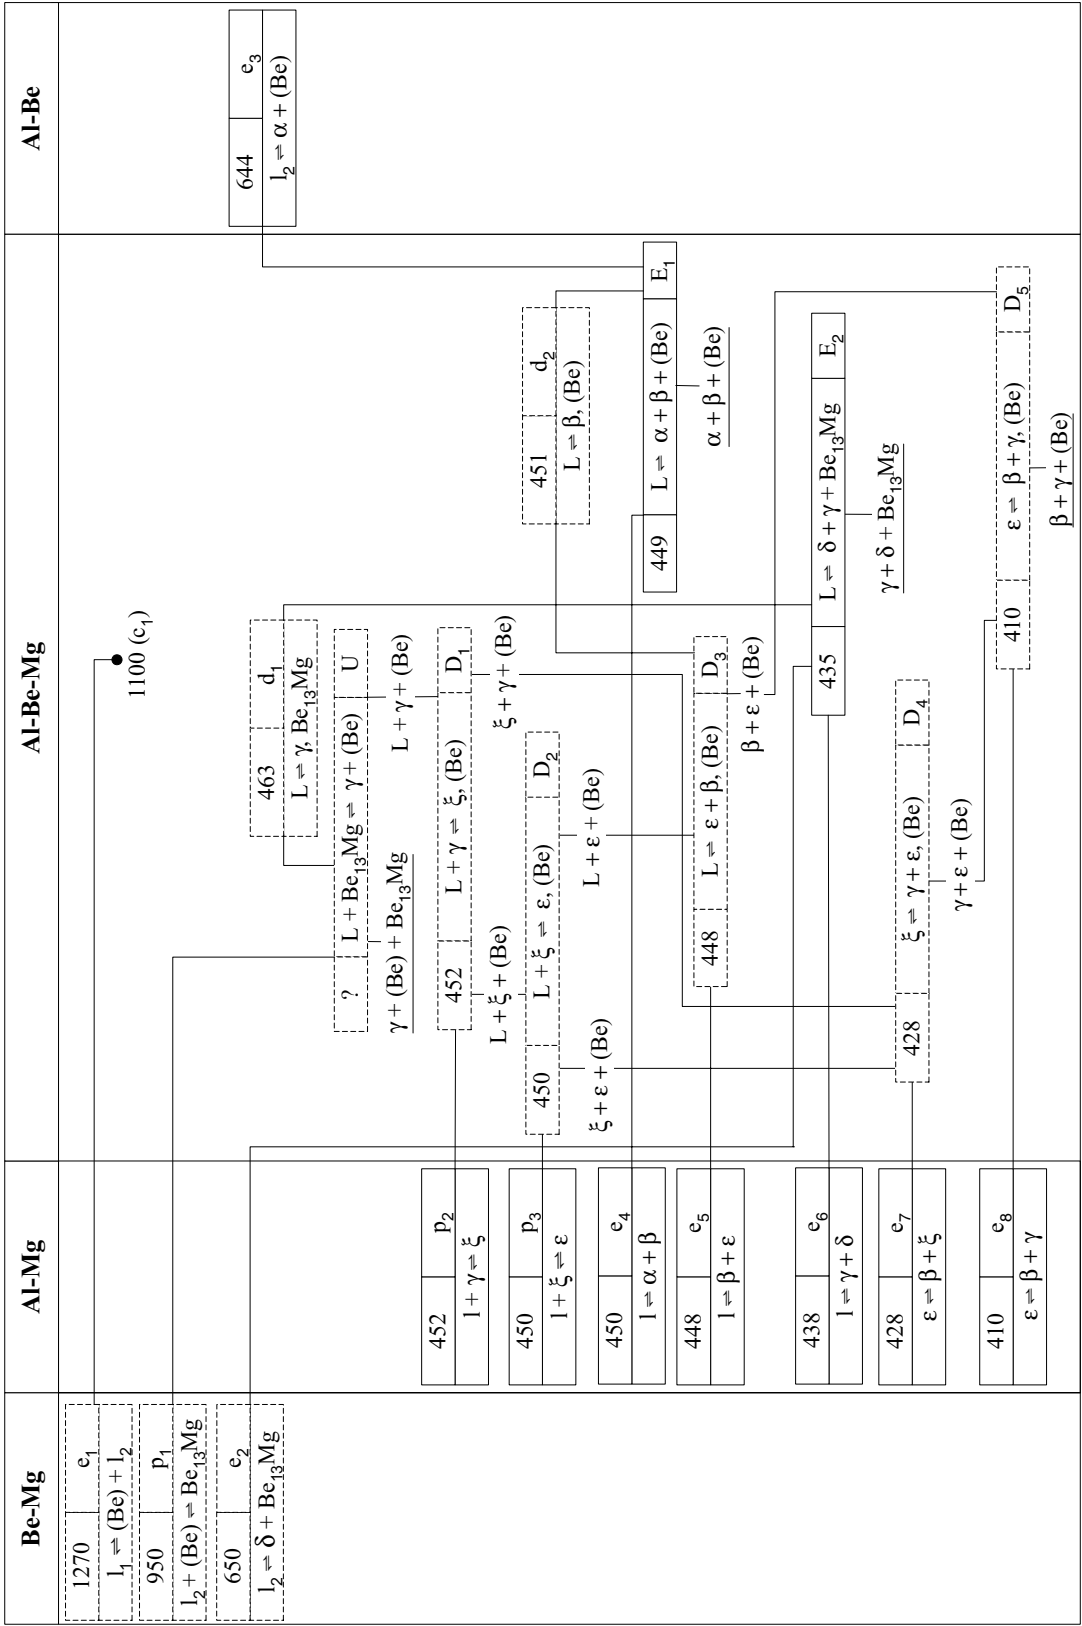 Be-Mg
Al-Mg
Al-Be-Mg
Al-Be
1270 e₁
l₁ ⇌ (Be) + l₂
950 p₁
l₂ + (Be) ⇌ Be₁₃Mg
650 e₂
l₂ ⇌ δ + Be₁₃Mg
452 p₂
l + γ ⇌ ξ
450 p₃
l + ξ ⇌ ε
450 e₄
l ⇌ α + β
448 e₅
l ⇌ β + ε
438 e₆
l ⇌ γ + δ
428 e₇
ε ⇌ β + ξ
410 e₈
ε ⇌ β + γ
1100 (c₁)
463 d₁
L ⇌ γ, Be₁₃Mg
? L + Be₁₃Mg ⇌ γ + (Be) U
γ + (Be) + Be₁₃Mg
L + γ + (Be)
452 L + γ ⇌ ξ, (Be) D₁
L + ξ + (Be)
ξ + γ + (Be)
451 d₂
L ⇌ β, (Be)
450 L + ξ ⇌ ε, (Be) D₂
ξ + ε + (Be)
L + ε + (Be)
449 L ⇌ α + β + (Be) E₁
α + β + (Be)
448 L ⇌ ε + β, (Be) D₃
β + ε + (Be)
435 L ⇌ δ + γ + Be₁₃Mg E₂
γ + δ + Be₁₃Mg
428 ξ ⇌ γ + ε, (Be) D₄
γ + ε + (Be)
410 ε ⇌ β + γ, (Be) D₅
β + γ + (Be)
644 e₃
l₂ ⇌ α + (Be)